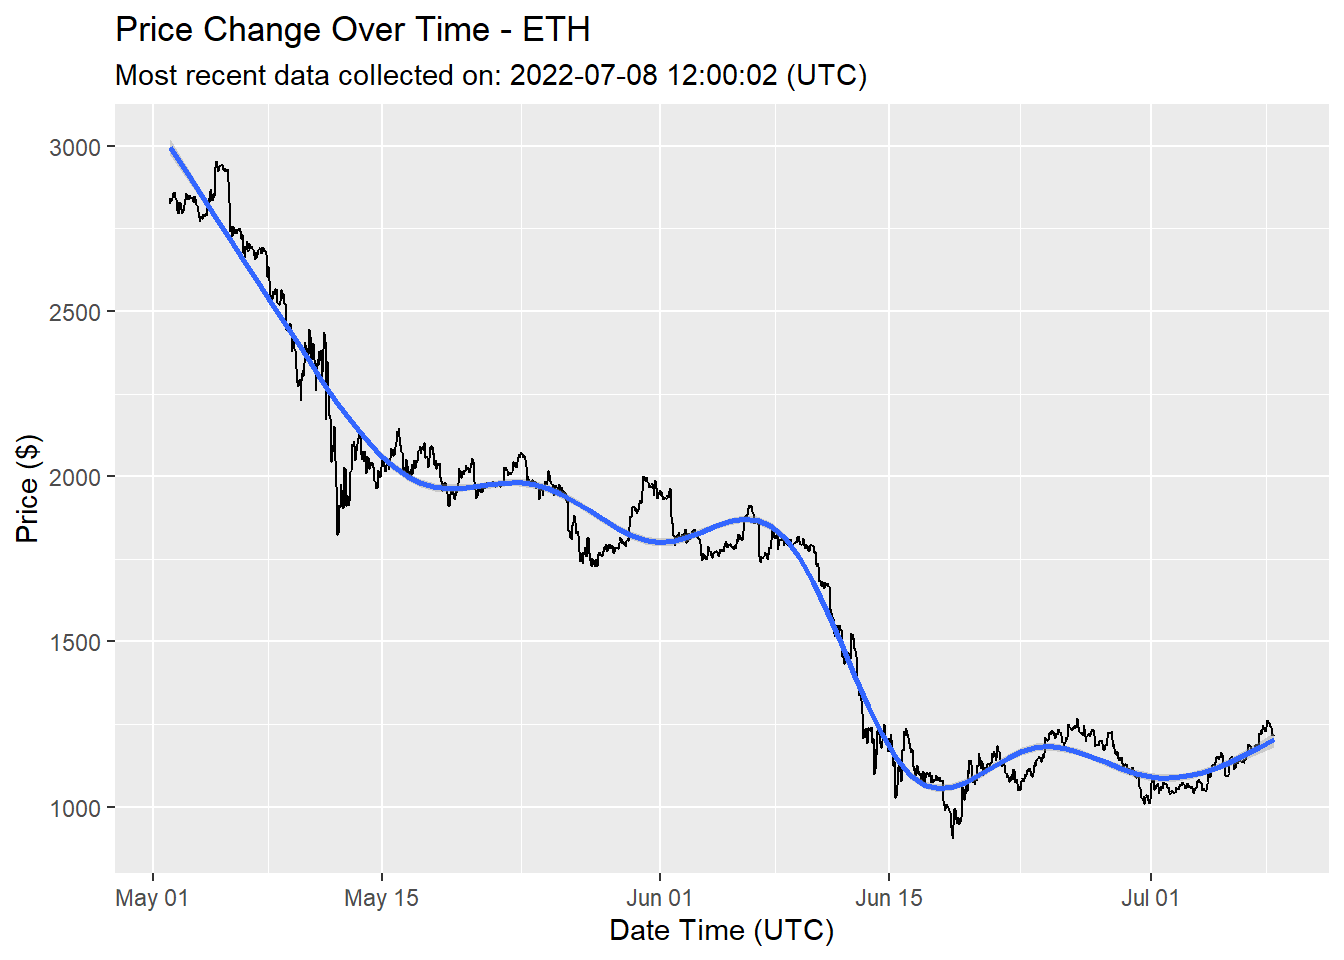 Price Change Over Time - ETH
Most recent data collected on: 2022-07-08 12:00:02 (UTC)
3000
2500
2000
1500
1000
Price ($)
May 01
May 15
Jun 01
Jun 15
Jul 01
Date Time (UTC)